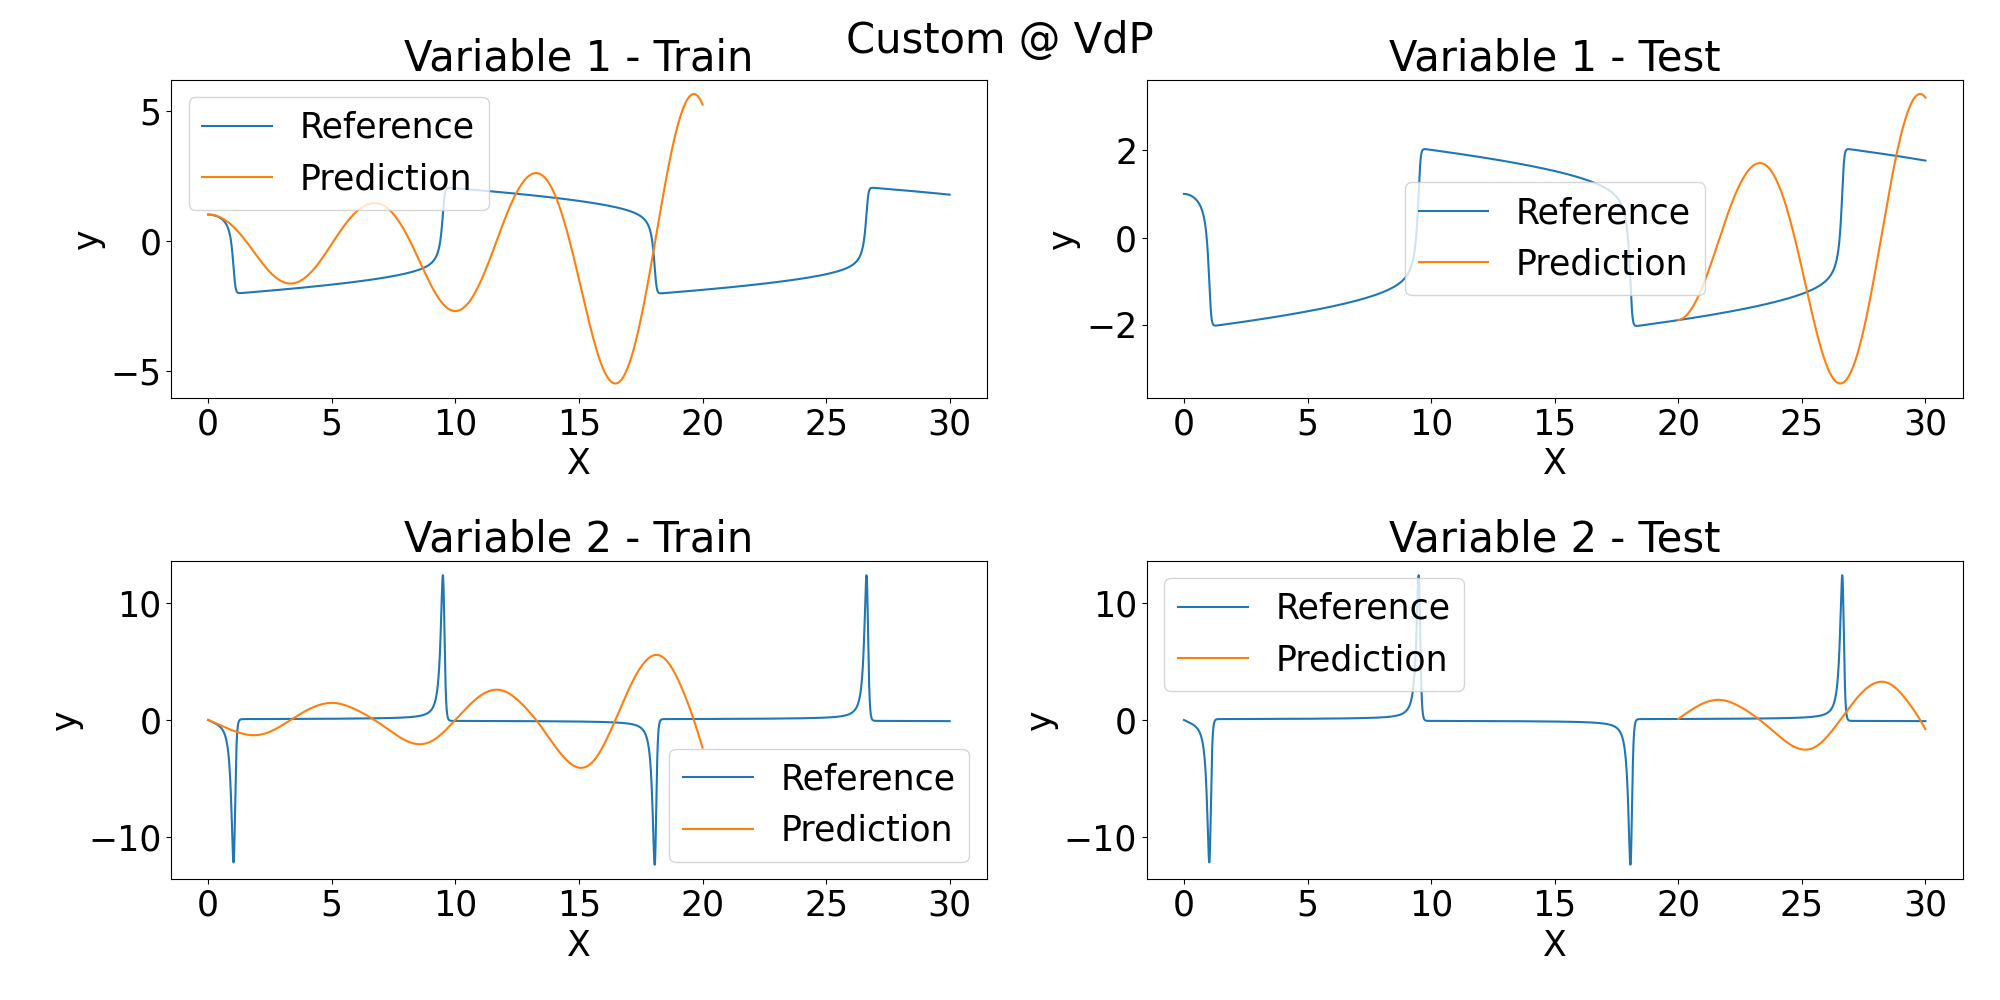 Custom @ VdP
Variable 1 - Train
5
0
−5
y
Reference
Prediction
0 5 10 15 20 25 30
X
Variable 1 - Test
2
0
−2
y
Reference
Prediction
0 5 10 15 20 25 30
X
Variable 2 - Train
10
0
−10
y
Reference
Prediction
0 5 10 15 20 25 30
X
Variable 2 - Test
10
0
−10
y
Reference
Prediction
0 5 10 15 20 25 30
X